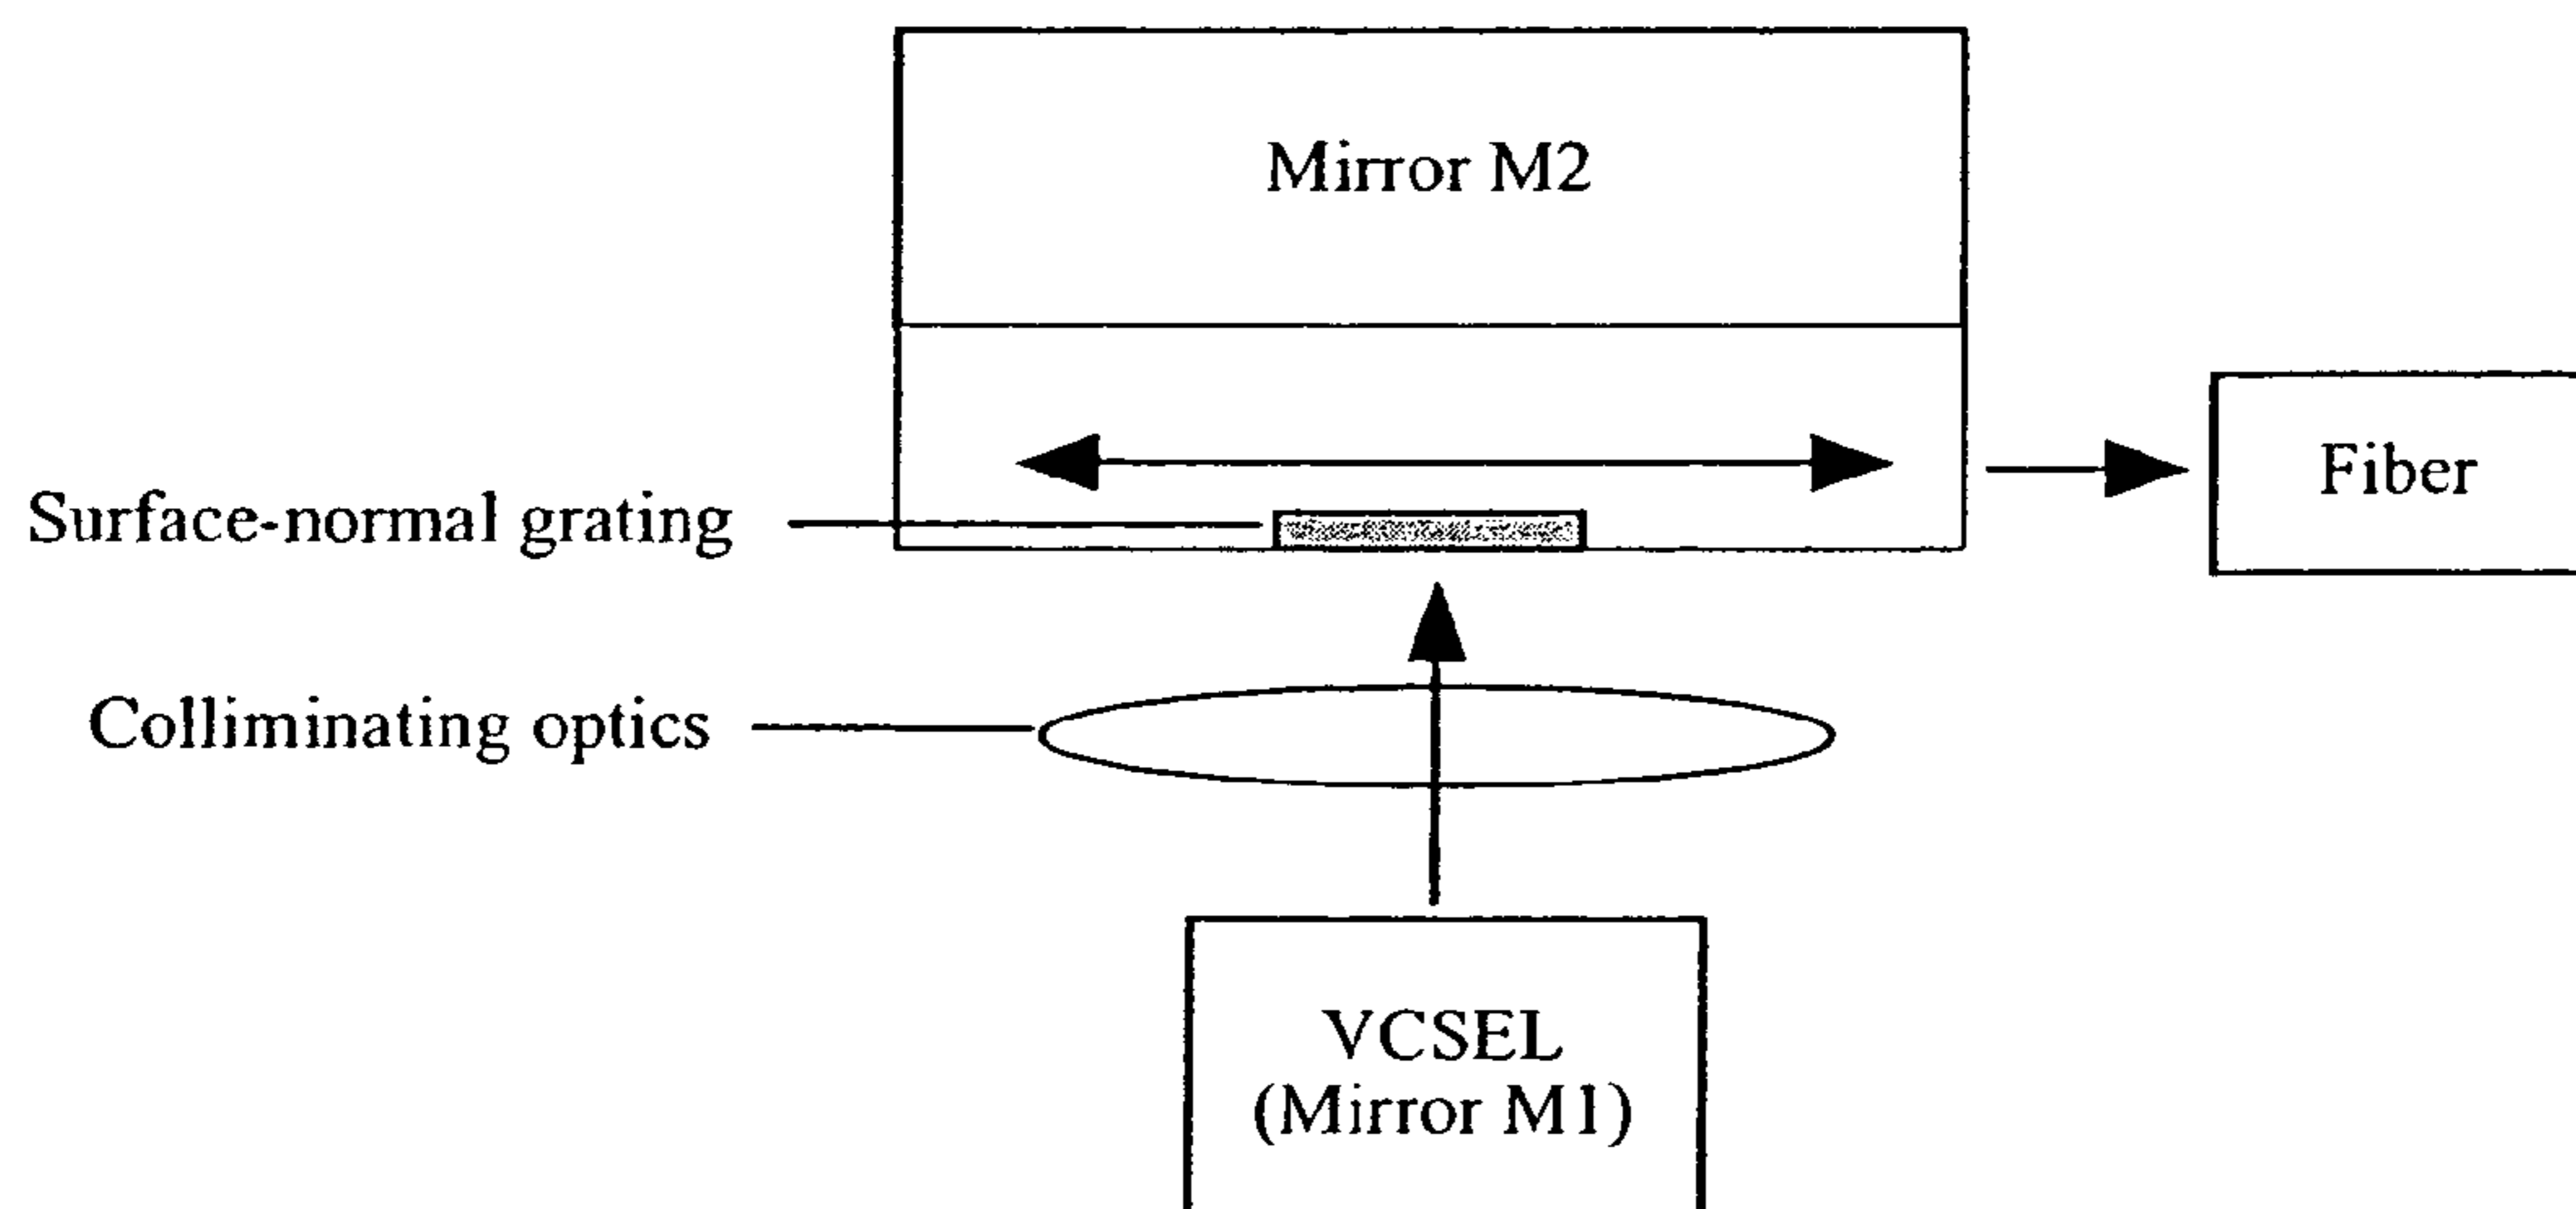 Mirror M2
Surface-normal grating
Fiber
Colliminating optics
VCSEL
(Mirror M1)